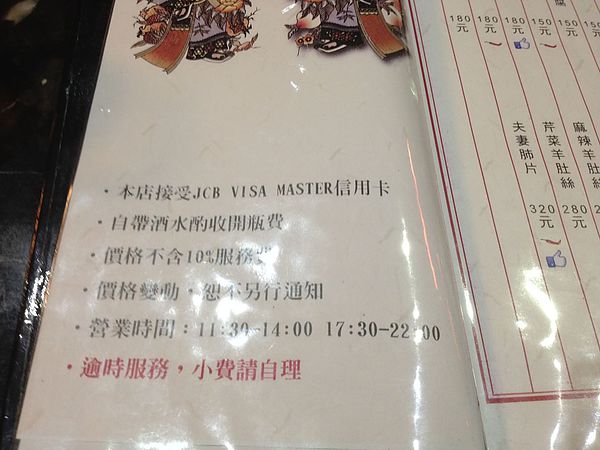 ・本店接受JCB VISA MASTER信用卡
・自帶酒水酌收開瓶費
・價格不含10%服務費
・價格變動，恕不另行通知
・營業時間：11:30~14:00 17:30~22:00
・逾時服務，小費請自理
150元
150元
180元
180元
180元
麻辣羊肚絲
280元
芹菜羊肚絲
320元
夫妻肺片